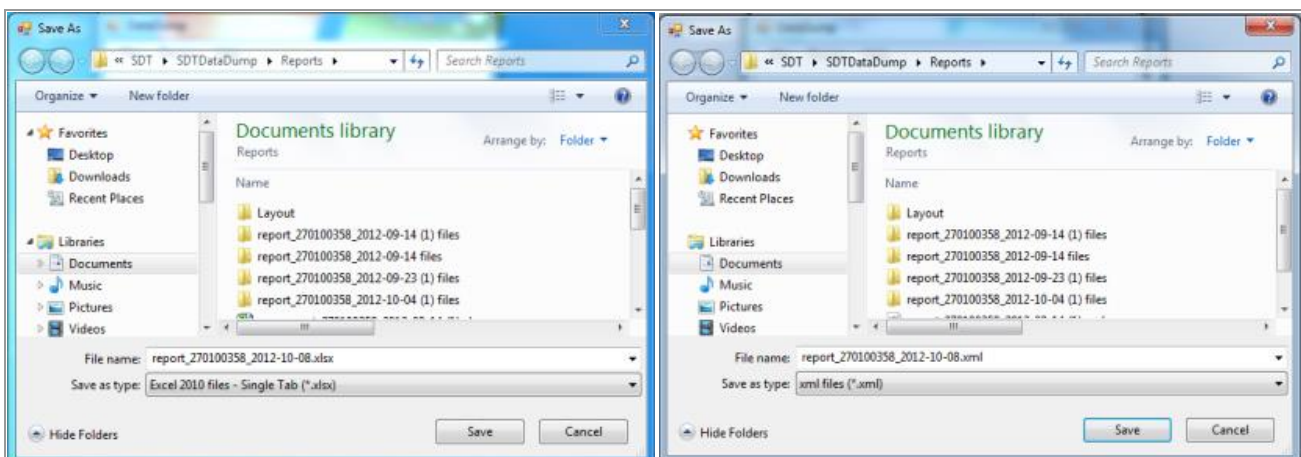 Save As
« SDT ▸ SDTDataDump ▸ Reports ▸
Search Reports
Organize ▾ New folder
Favorites
Desktop
Downloads
Recent Places
Libraries
Documents
Music
Pictures
Videos
Documents library
Reports
Arrange by: Folder ▾
Name
Layout
report_270100358_2012-09-14 (1) files
report_270100358_2012-09-14 files
report_270100358_2012-09-23 (1) files
report_270100358_2012-10-04 (1) files
File name: report_270100358_2012-10-08.xlsx
Save as type: Excel 2010 files - Single Tab (*.xlsx)
Hide Folders
Save
Cancel
Save As
« SDT ▸ SDTDataDump ▸ Reports ▸
Search Reports
Organize ▾ New folder
Favorites
Desktop
Downloads
Recent Places
Libraries
Documents
Music
Pictures
Videos
Documents library
Reports
Arrange by: Folder ▾
Name
Layout
report_270100358_2012-09-14 (1) files
report_270100358_2012-09-14 files
report_270100358_2012-09-23 (1) files
report_270100358_2012-10-04 (1) files
File name: report_270100358_2012-10-08.xml
Save as type: xml files (*.xml)
Hide Folders
Save
Cancel